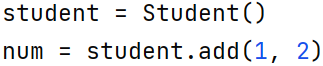 student = Student()
num = student.add(1, 2)